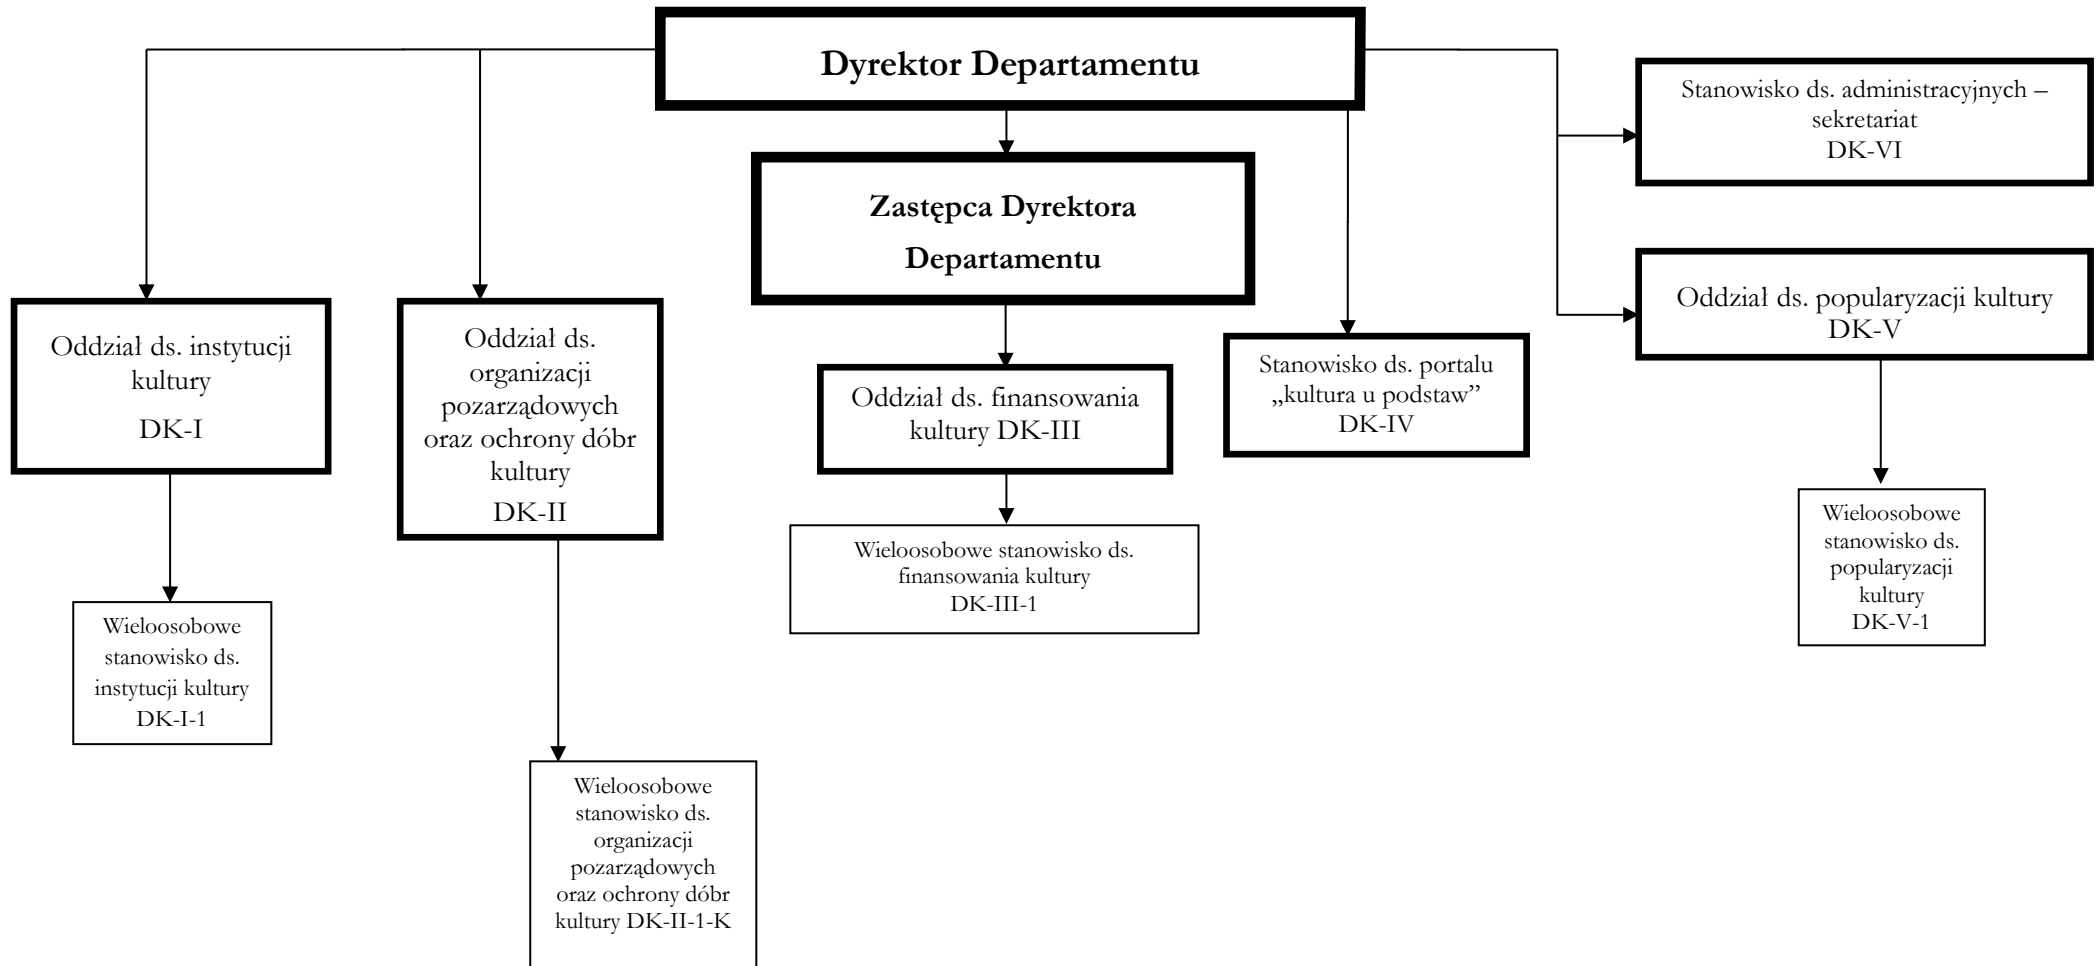 Dyrektor Departamentu
Stanowisko ds. administracyjnych –
sekretariat
DK-VI
Zastępca Dyrektora
Departamentu
Oddział ds. popularyzacji kultury
DK-V
Oddział ds. instytucji
kultury
DK-I
Oddział ds.
organizacji
pozarządowych
oraz ochrony dóbr
kultury
DK-II
Oddział ds. finansowania
kultury DK-III
Stanowisko ds. portalu
„kultura u podstaw”
DK-IV
Wieloosobowe
stanowisko ds.
instytucji kultury
DK-I-1
Wieloosobowe
stanowisko ds.
organizacji
pozarządowych
oraz ochrony dóbr
kultury DK-II-1-K
Wieloosobowe stanowisko ds.
finansowania kultury
DK-III-1
Wieloosobowe
stanowisko ds.
popularyzacji
kultury
DK-V-1